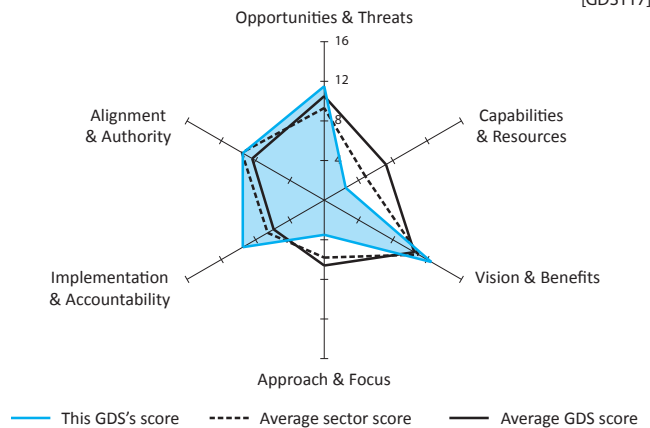 [GDS117]
Opportunities & Threats
16
12
8
4
Alignment
& Authority
Capabilities
& Resources
Implementation
& Accountability
Vision & Benefits
Approach & Focus
This GDS's score
Average sector score
Average GDS score